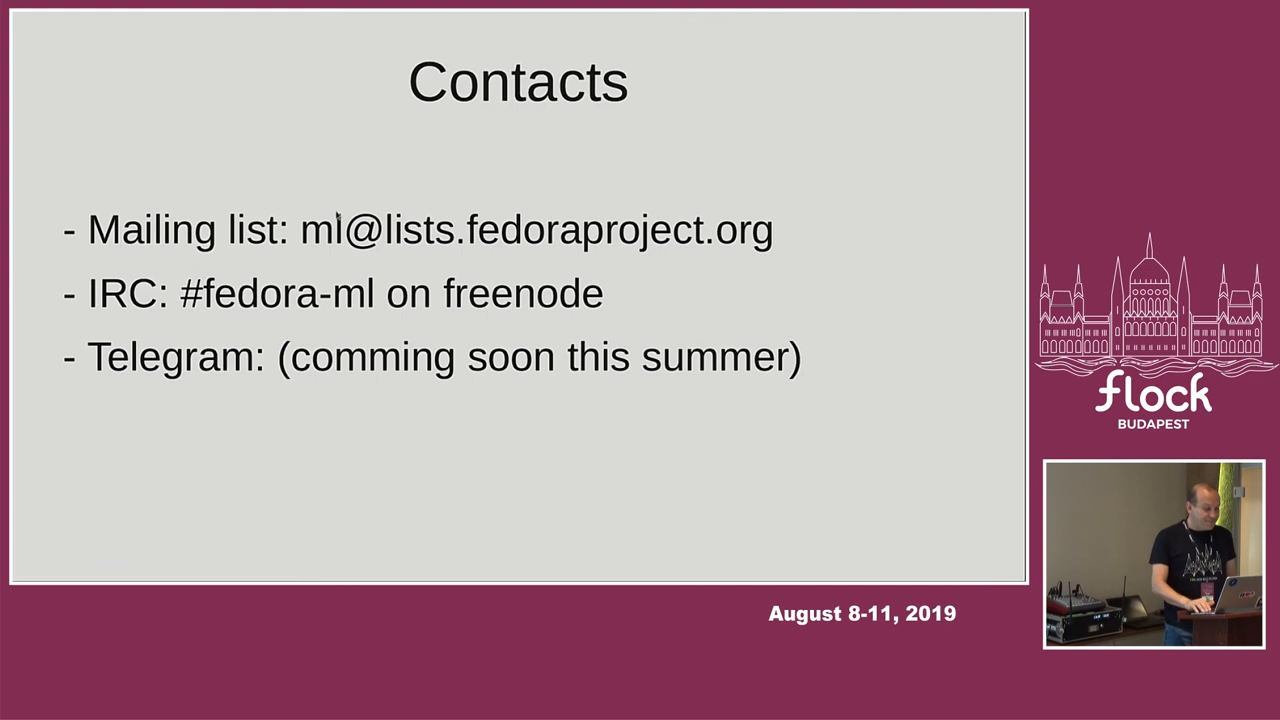 Contacts
- Mailing list: ml@lists.fedoraproject.org
- IRC: #fedora-ml on freenode
- Telegram: (comming soon this summer)
flock
BUDAPEST
August 8-11, 2019